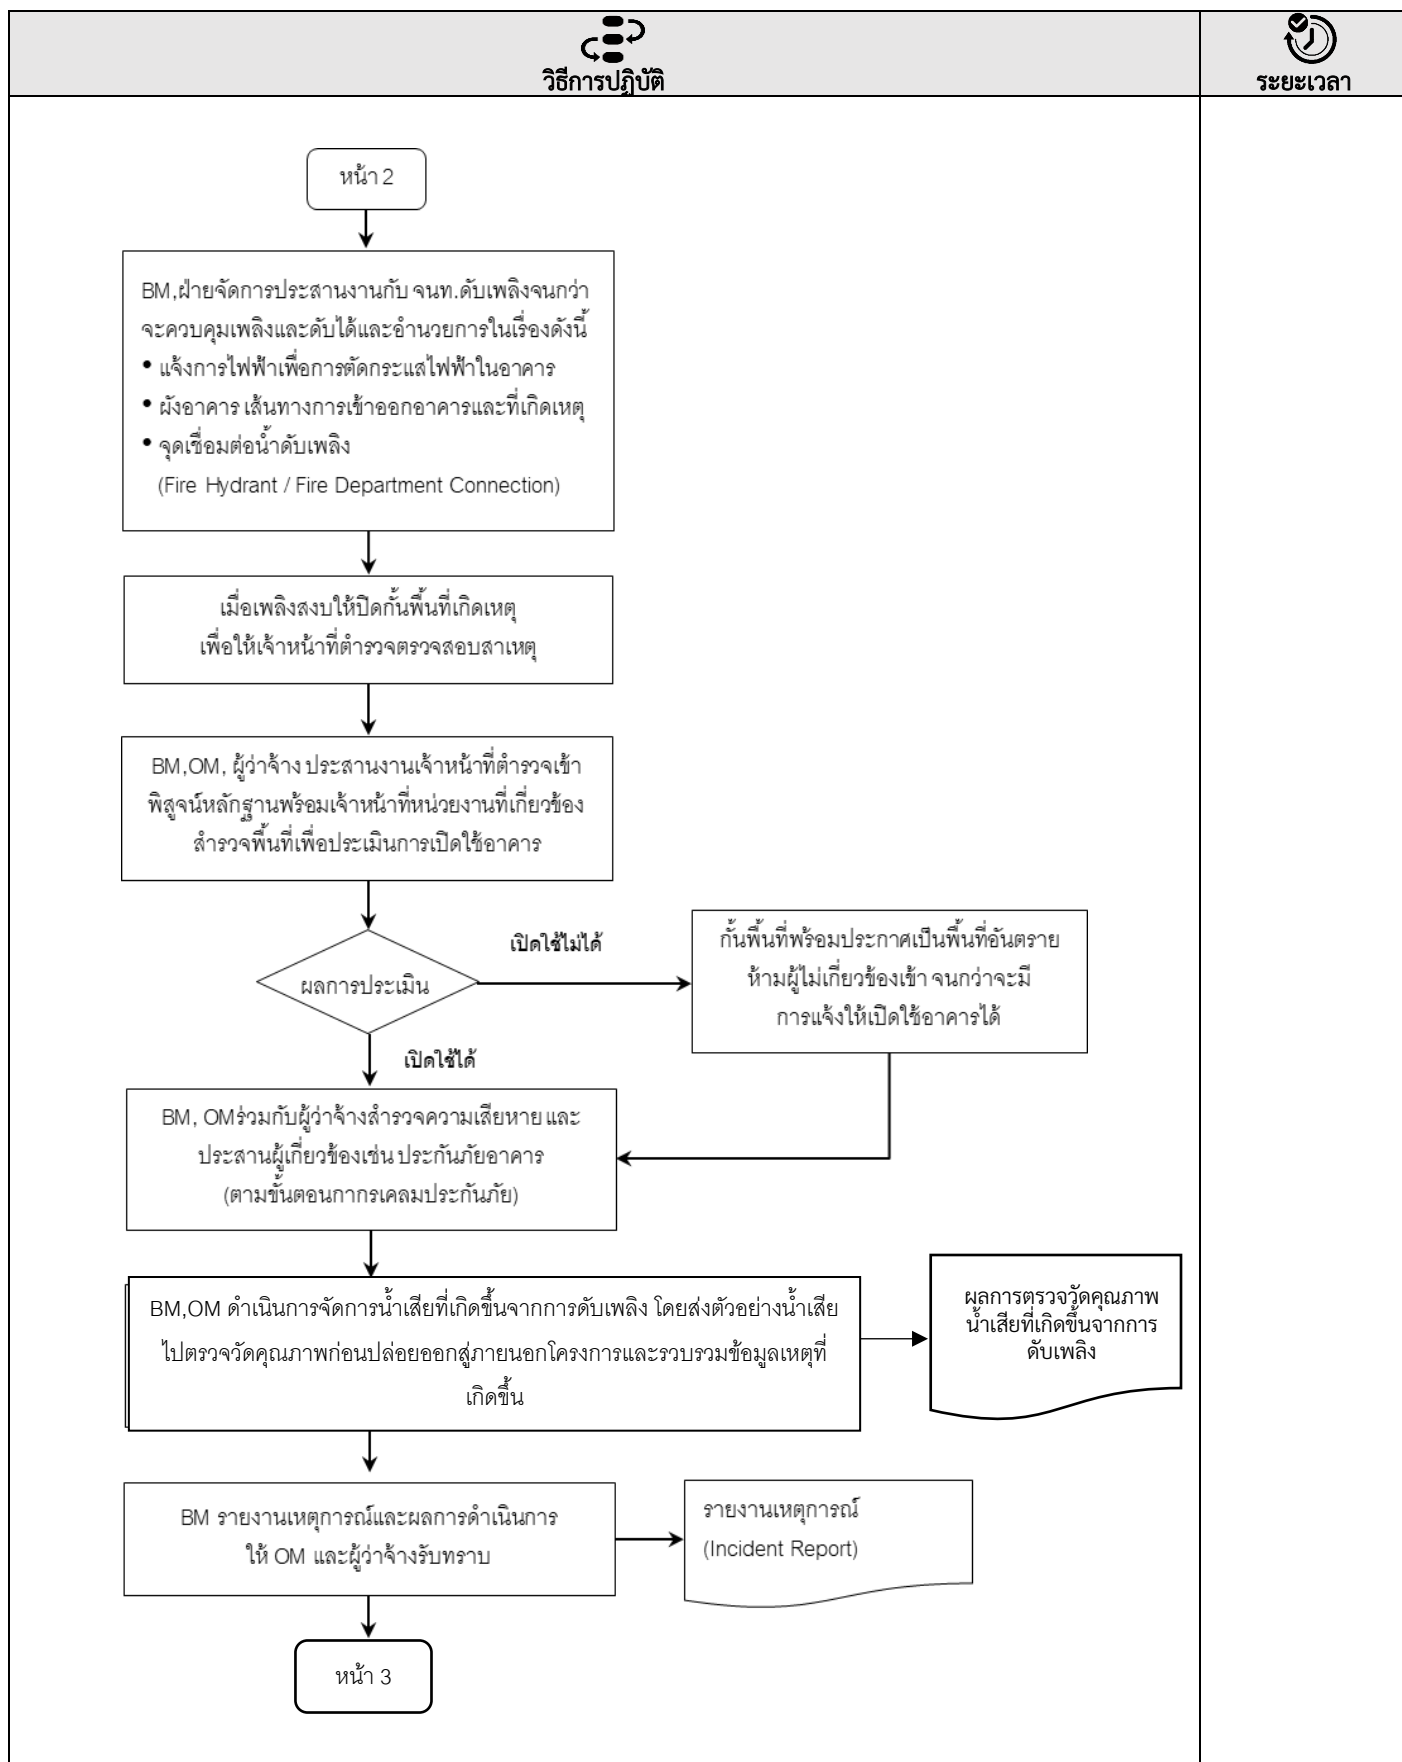 วิธีการปฏิบัติ
ระยะเวลา
หน้า 2
BM,ฝ่ายจัดการประสานงานกับ จนท.ดับเพลิงจนกว่า
จะควบคุมเพลิงและดับได้และอำนวยการในเรื่องดังนี้
• แจ้งการไฟฟ้าเพื่อการตัดกระแสไฟฟ้าในอาคาร
• ผังอาคาร เส้นทางการเข้าออกอาคารและที่เกิดเหตุ
• จุดเชื่อมต่อน้ำดับเพลิง
(Fire Hydrant / Fire Department Connection)
เมื่อเพลิงสงบให้ปิดกั้นพื้นที่เกิดเหตุ
เพื่อให้เจ้าหน้าที่ตำรวจตรวจสอบสาเหตุ
BM,OM, ผู้ว่าจ้าง ประสานงานเจ้าหน้าที่ตำรวจเข้า
พิสูจน์หลักฐานพร้อมเจ้าหน้าที่หน่วยงานที่เกี่ยวข้อง
สำรวจพื้นที่เพื่อประเมินการเปิดใช้อาคาร
ผลการประเมิน
เปิดใช้ไม่ได้
กั้นพื้นที่พร้อมประกาศเป็นพื้นที่อันตราย
ห้ามผู้ไม่เกี่ยวข้องเข้า จนกว่าจะมี
การแจ้งให้เปิดใช้อาคารได้
เปิดใช้ได้
BM, OMร่วมกับผู้ว่าจ้างสำรวจความเสียหาย และ
ประสานผู้เกี่ยวข้องเช่น ประกันภัยอาคาร
(ตามขั้นตอนกากรเคลมประกันภัย)
BM,OM ดำเนินการจัดการน้ำเสียที่เกิดขึ้นจากการดับเพลิง โดยส่งตัวอย่างน้ำเสีย
ไปตรวจวัดคุณภาพก่อนปล่อยออกสู่ภายนอกโครงการและรวบรวมข้อมูลเหตุที่
เกิดขึ้น
ผลการตรวจวัดคุณภาพ
น้ำเสียที่เกิดขึ้นจากการ
ดับเพลิง
BM รายงานเหตุการณ์และผลการดำเนินการ
ให้ OM และผู้ว่าจ้างรับทราบ
รายงานเหตุการณ์
(Incident Report)
หน้า 3